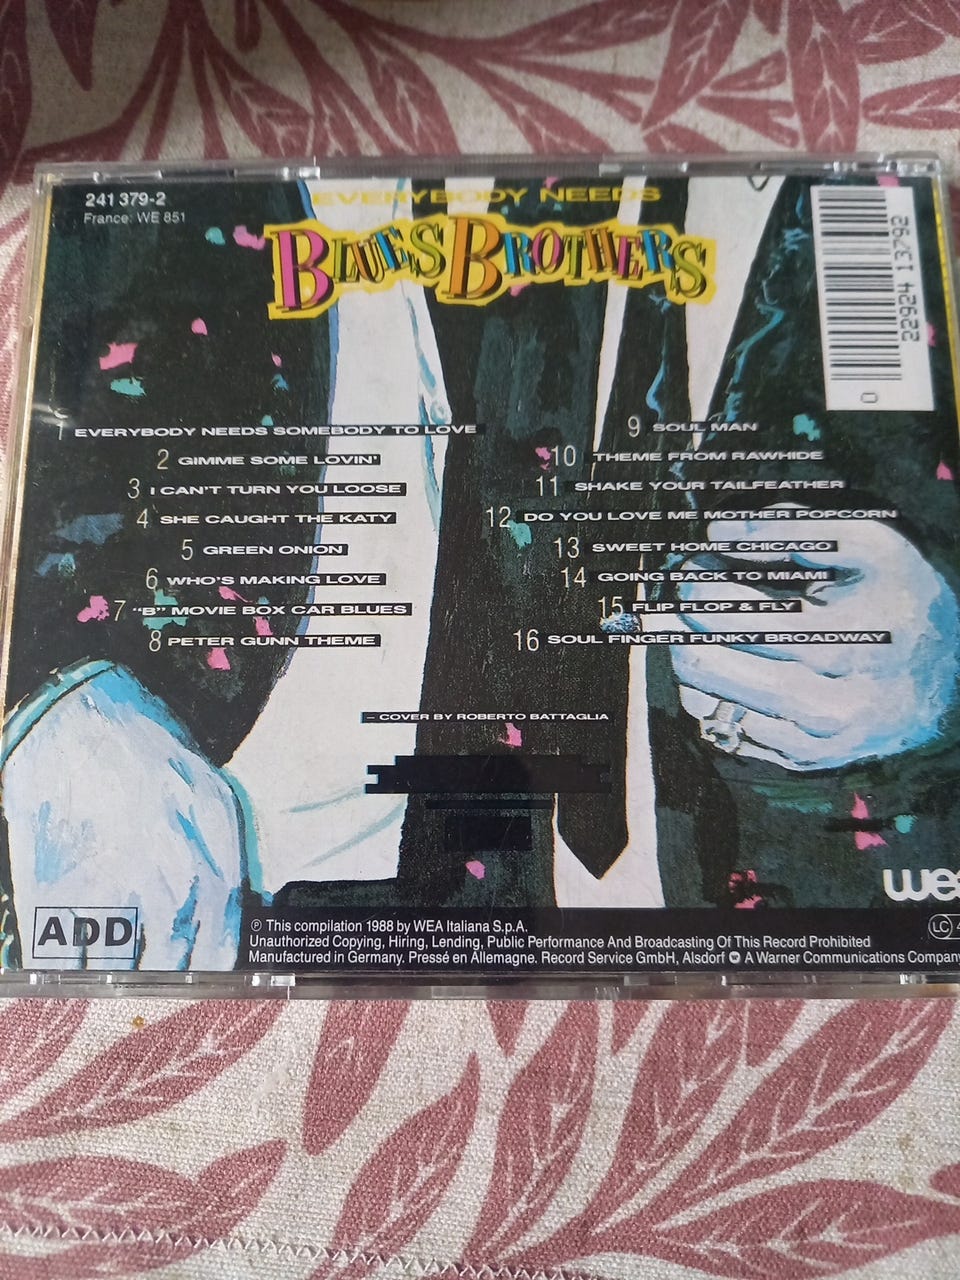 241 379-2
France: WE 851
EVERYBODY NEEDS
BLUES BROTHERS
22924 13792
0
1 EVERYBODY NEEDS SOMEBODY TO LOVE
2 GIMME SOME LOVIN'
3 I CAN'T TURN YOU LOOSE
4 SHE CAUGHT THE KATY
5 GREEN ONION
6 WHO'S MAKING LOVE
7 "B" MOVIE BOX CAR BLUES
8 PETER GUNN THEME
9 SOUL MAN
10 THEME FROM RAWHIDE
11 SHAKE YOUR TAILFEATHER
12 DO YOU LOVE ME MOTHER POPCORN
13 SWEET HOME CHICAGO
14 GOING BACK TO MIAMI
15 FLIP FLOP & FLY
16 SOUL FINGER FUNKY BROADWAY
– COVER BY ROBERTO BATTAGLIA
wea
ADD
℗ This compilation 1988 by WEA Italiana S.p.A.
Unauthorized Copying, Hiring, Lending, Public Performance And Broadcasting Of This Record Prohibited
Manufactured in Germany. Pressé en Allemagne. Record Service GmbH, Alsdorf A Warner Communications Company
LC 4